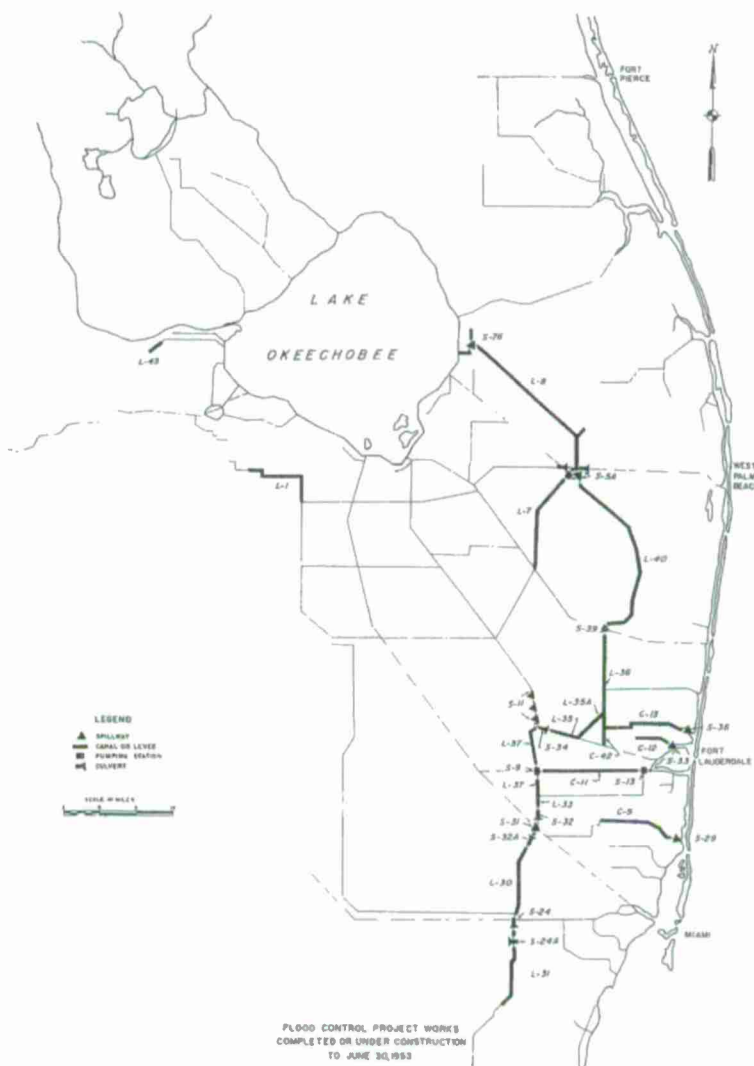 N
FORT
PIERCE
LAKE
OKEECHOBEE
S-76
L-8
L-1
S-5A
WEST
PALM
BEACH
L-7
L-40
S-39
L-36
S-11
L-35A
L-35
C-13
S-36
L-37
S-34
C-42
C-12
S-33
FORT
LAUDERDALE
S-9
L-37
C-11
S-13
L-33
S-31
S-32
S-32A
C-9
S-29
L-30
S-24
S-24A
MIAMI
L-31
LEGEND
SPILLWAY
CANAL OR LEVEE
PUMPING STATION
CULVERT
SCALE IN MILES
FLOOD CONTROL PROJECT WORKS
COMPLETED OR UNDER CONSTRUCTION
TO JUNE 30, 1953